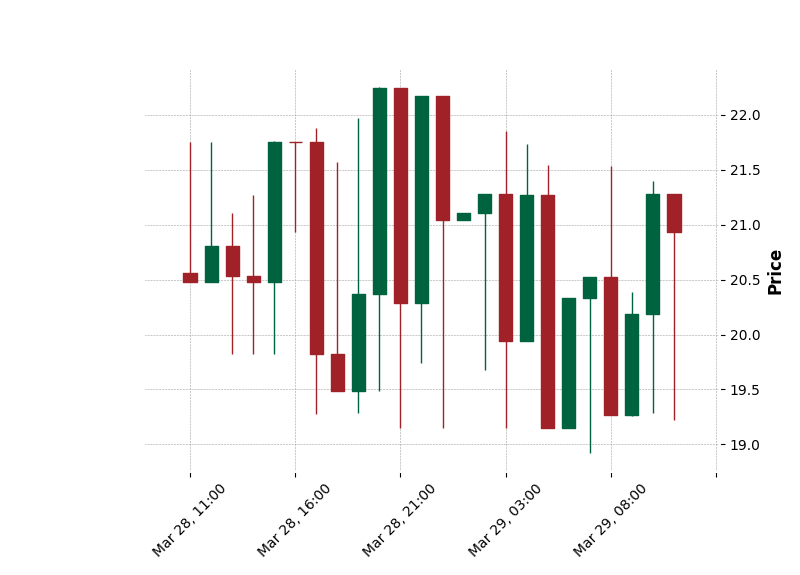 22.0
21.5
21.0
20.5
20.0
19.5
19.0
Price
Mar 28, 11:00
Mar 28, 16:00
Mar 28, 21:00
Mar 29, 03:00
Mar 29, 08:00